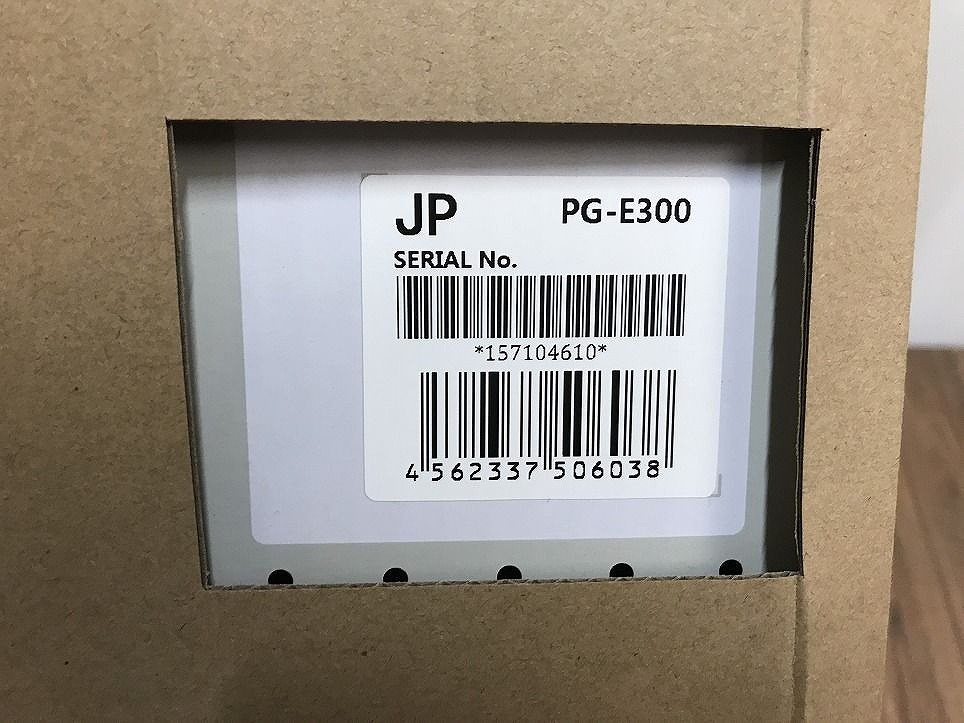 JP PG-E300
SERIAL No.
*157104610*
4 562337 506038